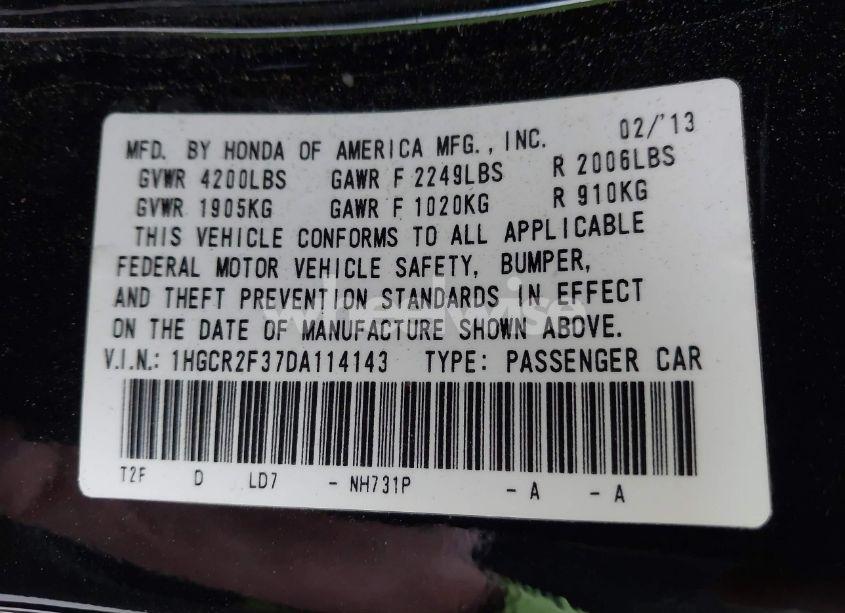 MFD. BY HONDA OF AMERICA MFG., INC. 02/'13
GVWR 4200LBS GAWR F 2249LBS R 2006LBS
GVWR 1905KG GAWR F 1020KG R 910KG
THIS VEHICLE CONFORMS TO ALL APPLICABLE
FEDERAL MOTOR VEHICLE SAFETY, BUMPER,
AND THEFT PREVENTION STANDARDS IN EFFECT
ON THE DATE OF MANUFACTURE SHOWN ABOVE.
V.I.N.: 1HGCR2F37DA114143 TYPE: PASSENGER CAR
T2F D LD7 - NH731P - A - A